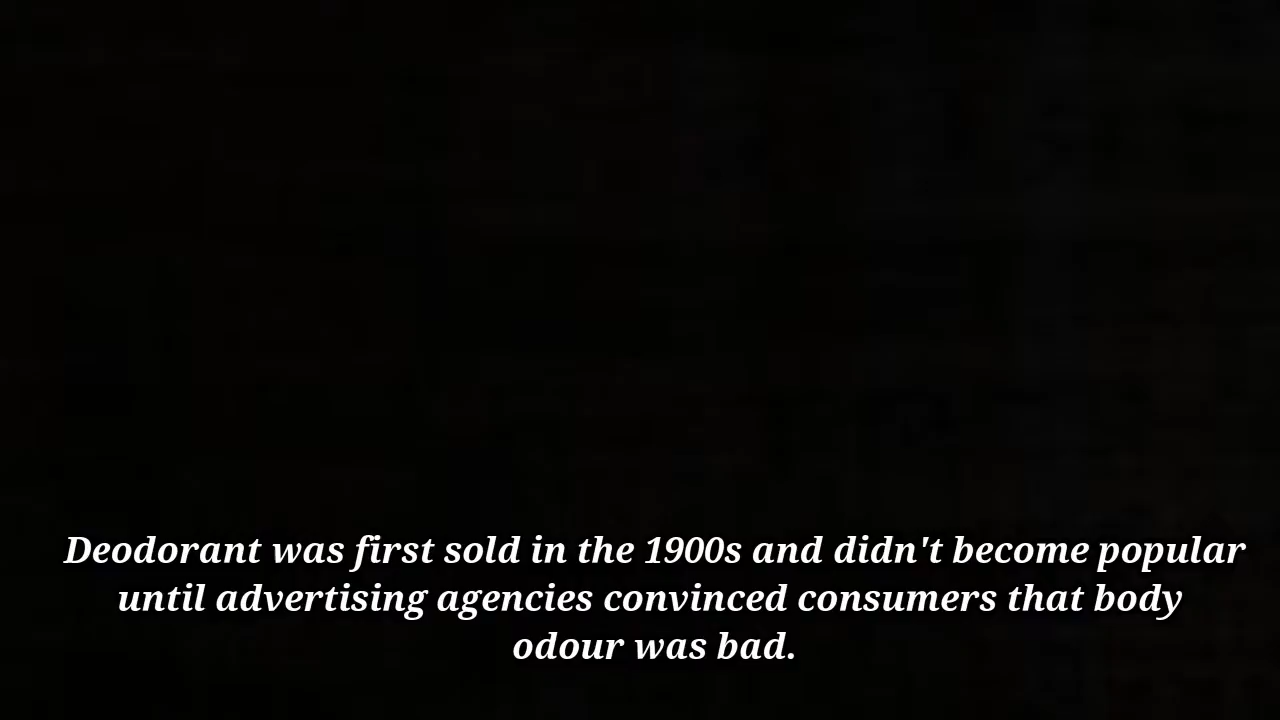 Deodorant was first sold in the 1900s and didn't become popular
until advertising agencies convinced consumers that body
odour was bad.